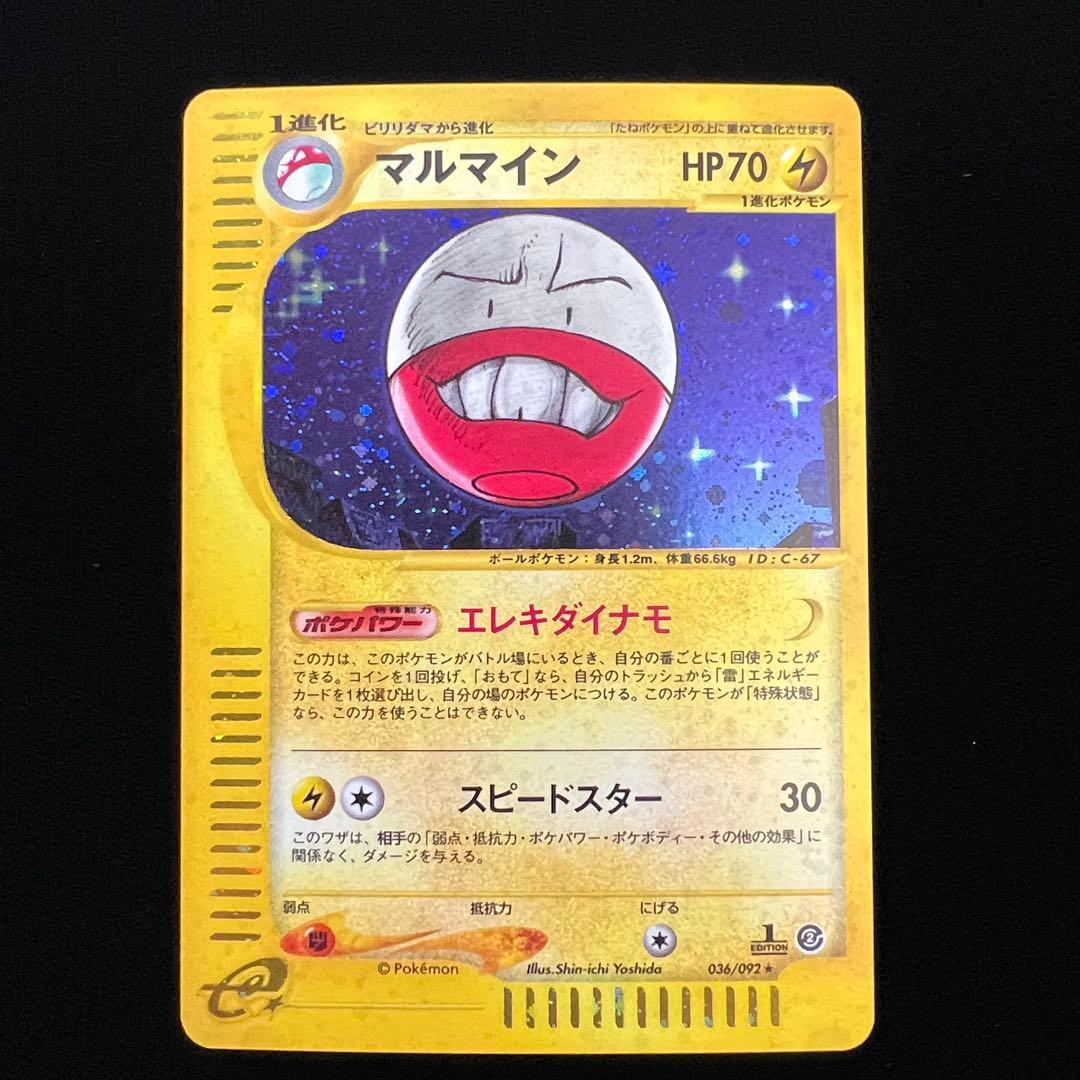 1進化 ビリリダマから進化 「たねポケモン」の上に重ねて進化させます。
マルマイン HP70
1進化ポケモン
ボールポケモン:身長1.2m、体重66.6kg ID:C-67
特殊能力
ポケパワー エレキダイナモ
この力は、このポケモンがバトル場にいるとき、自分の番ごとに1回使うことが
できる。コインを1回投げ、「おもて」なら、自分のトラッシュから「雷」エネルギー
カードを1枚選び出し、自分の場のポケモンにつける。このポケモンが「特殊状態」
なら、この力を使うことはできない。
スピードスター 30
このワザは、相手の「弱点・抵抗力・ポケパワー・ポケボディー・その他の効果」に
関係なく、ダメージを与える。
弱点 抵抗力 にげる
1
EDITION 2
©Pokémon Illus.Shin-ichi Yoshida 036/092★
e